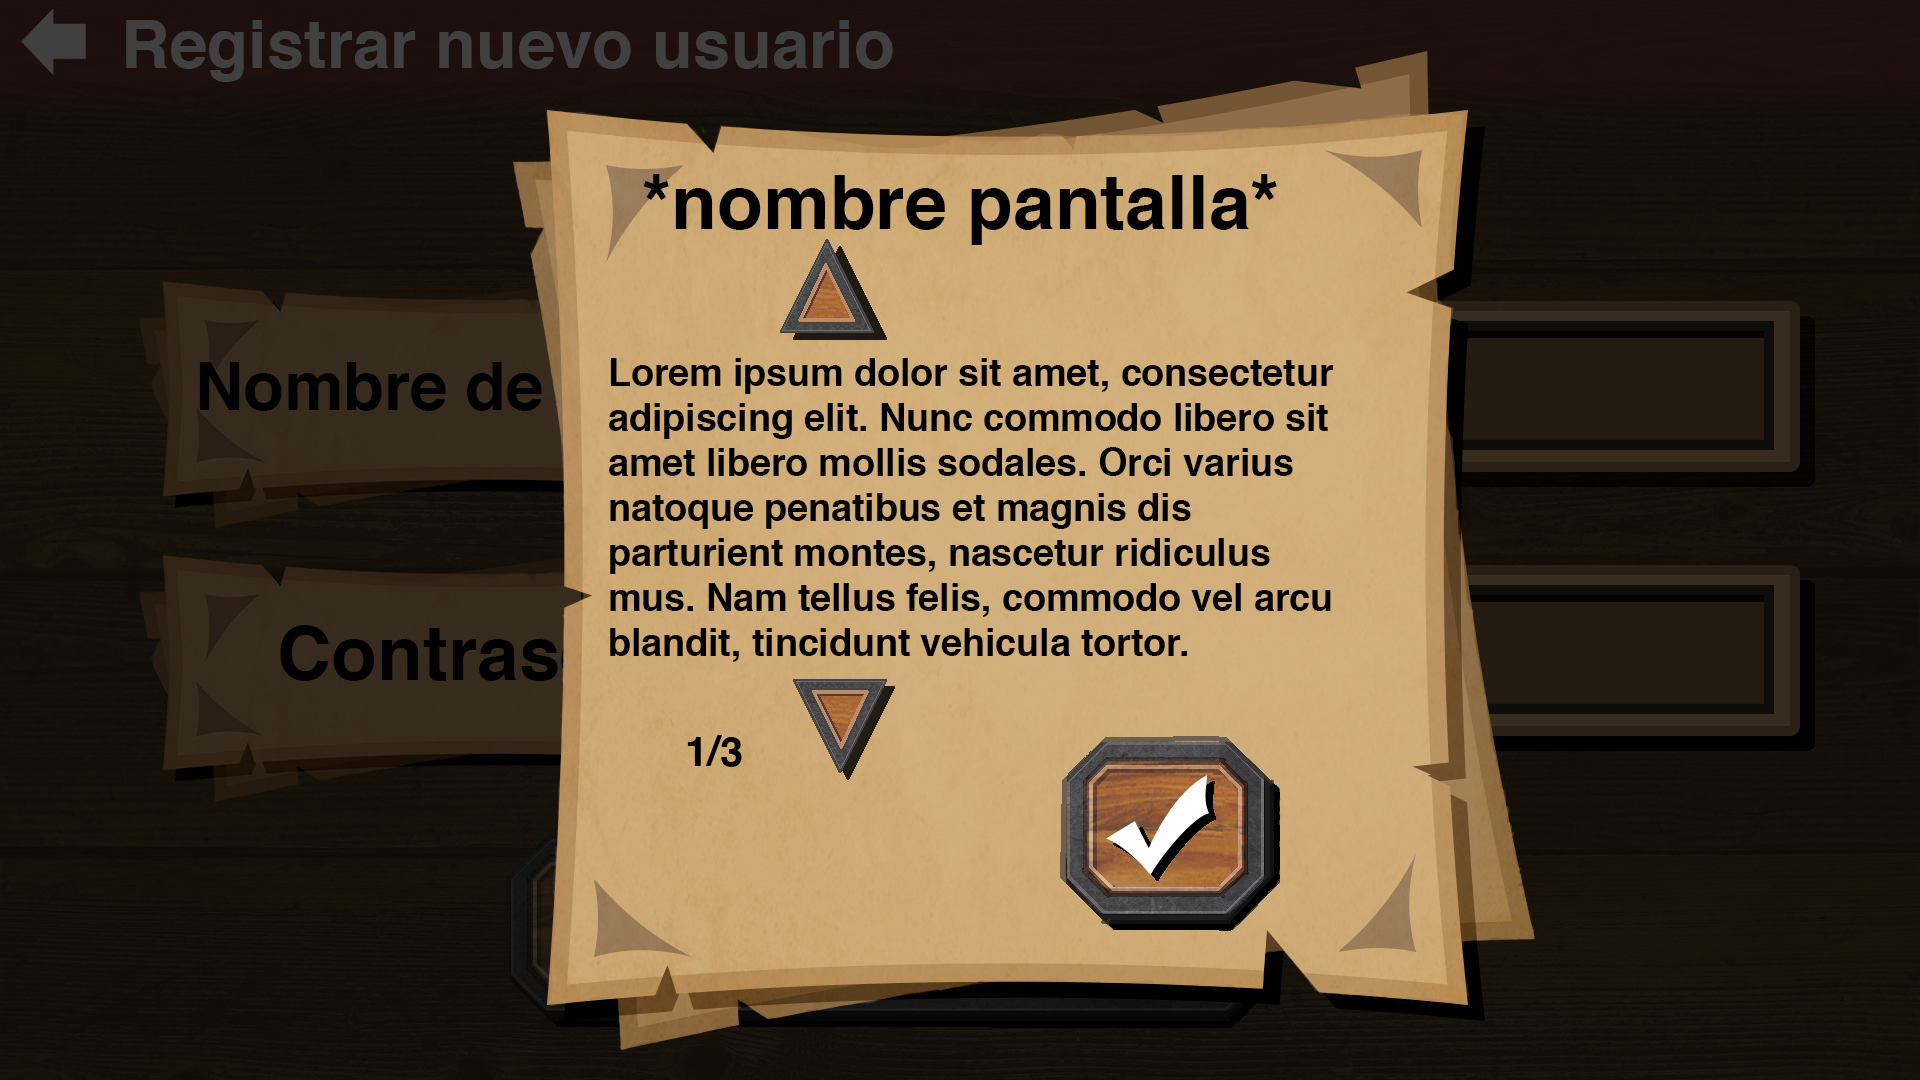 Registrar nuevo usuario
*nombre pantalla*
Nombre de
Lorem ipsum dolor sit amet, consectetur
adipiscing elit. Nunc commodo libero sit
amet libero mollis sodales. Orci varius
natoque penatibus et magnis dis
parturient montes, nascetur ridiculus
mus. Nam tellus felis, commodo vel arcu
blandit, tincidunt vehicula tortor.
Contras
1/3